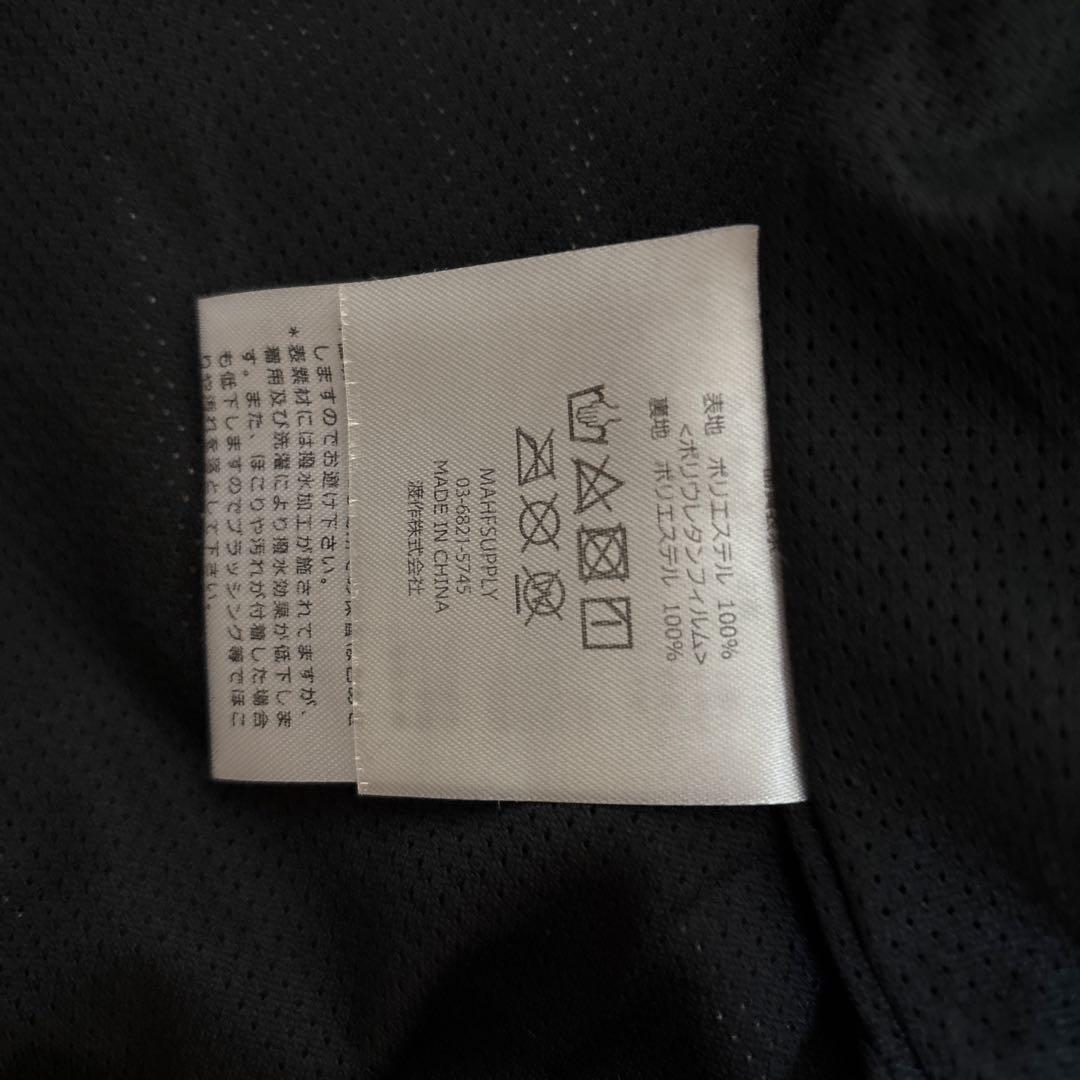 表地 ポリエステル 100%
<ポリウレタンフィルム>
裏地 ポリエステル 100%
MAHFSUPPLY
03-6821-5745
MADE IN CHINA
渡作株式会社
しますのでお避け下さい。
*表素材には撥水加工が施されてますが、
着用及び洗濯により撥水効果が低下しま
す。また、ほこりや汚れが付着した場合
も低下しますのでブラッシング等でほこ
りや汚れを落として下さい。